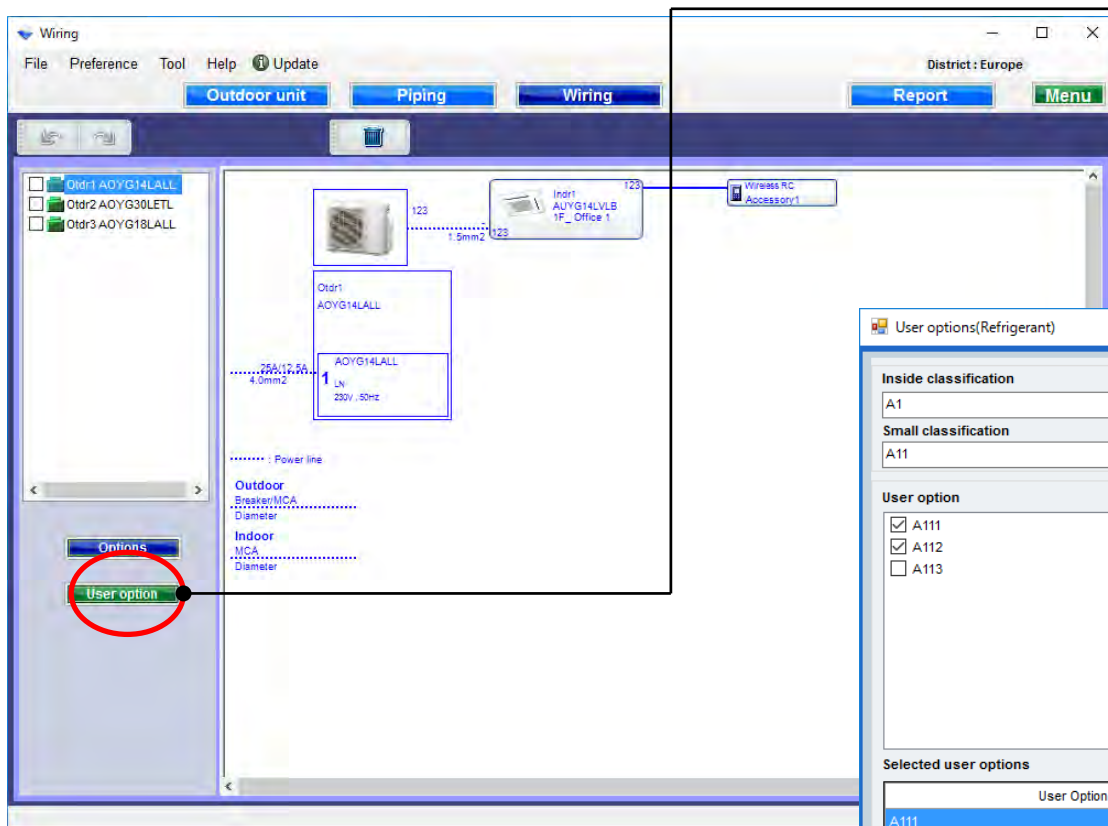 Wiring
File Preference Tool Help Update
District : Europe
Outdoor unit Piping Wiring Report Menu
Otdr1 AOYG14LALL
Otdr2 AOYG30LETL
Otdr3 AOYG18LALL
123
1.5mm2
-
123
Indr1
AUYG14LVLB
1F_ Office 1
123
Wireless RC
Accessory1
Otdr1
AOYG14LALL
25A/12.5A
4.0mm2
AOYG14LALL
1 LN
230V , 50Hz
: Power line
Outdoor
Breaker/MCA
Diameter
Indoor
MCA
Diameter
Options
User option
User options(Refrigerant)
Inside classification
A1
Small classification
A11
User option
A111
A112
A113
Selected user options
User Option
A111